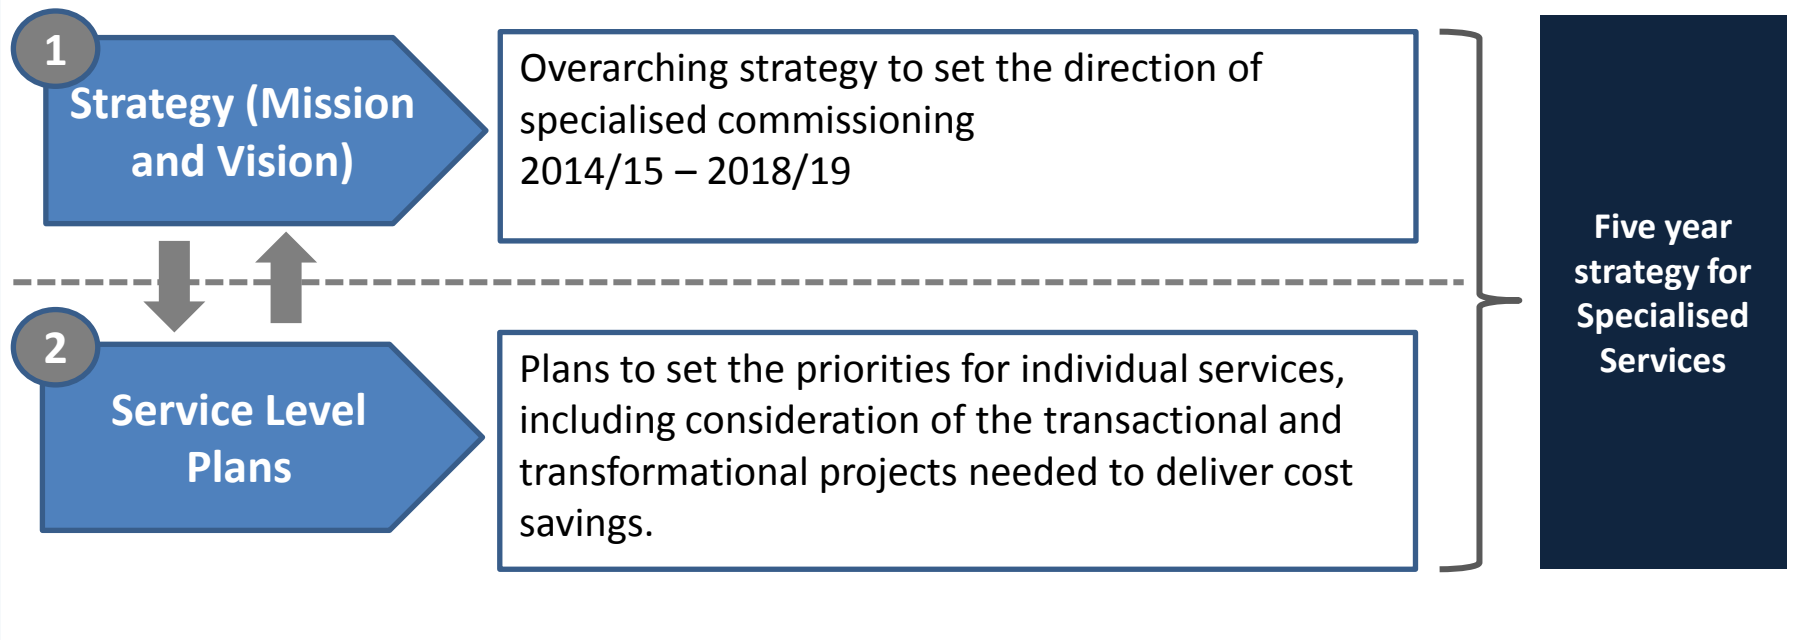 1
Strategy (Mission
and Vision)
Overarching strategy to set the direction of
specialised commissioning
2014/15 – 2018/19
2
Service Level
Plans
Plans to set the priorities for individual services,
including consideration of the transactional and
transformational projects needed to deliver cost
savings.
Five year
strategy for
Specialised
Services